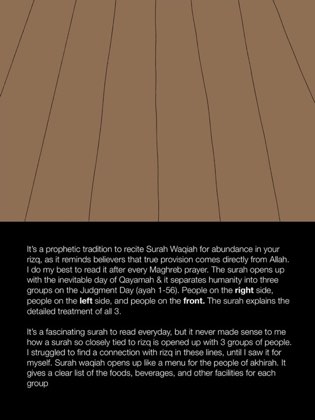 It's a prophetic tradition to recite Surah Waqiah for abundance in your
rizq, as it reminds believers that true provision comes directly from Allah.
I do my best to read it after every Maghreb prayer. The surah opens up
with the inevitable day of Qayamah & it separates humanity into three
groups on the Judgment Day (ayah 1-56). People on the right side,
people on the left side, and people on the front. The surah explains the
detailed treatment of all 3.

It's a fascinating surah to read everyday, but it never made sense to me
how a surah so closely tied to rizq is opened up with 3 groups of people.
I struggled to find a connection with rizq in these lines, until I saw it for
myself. Surah waqiah opens up like a menu for the people of akhirah. It
gives a clear list of the foods, beverages, and other facilities for each
group